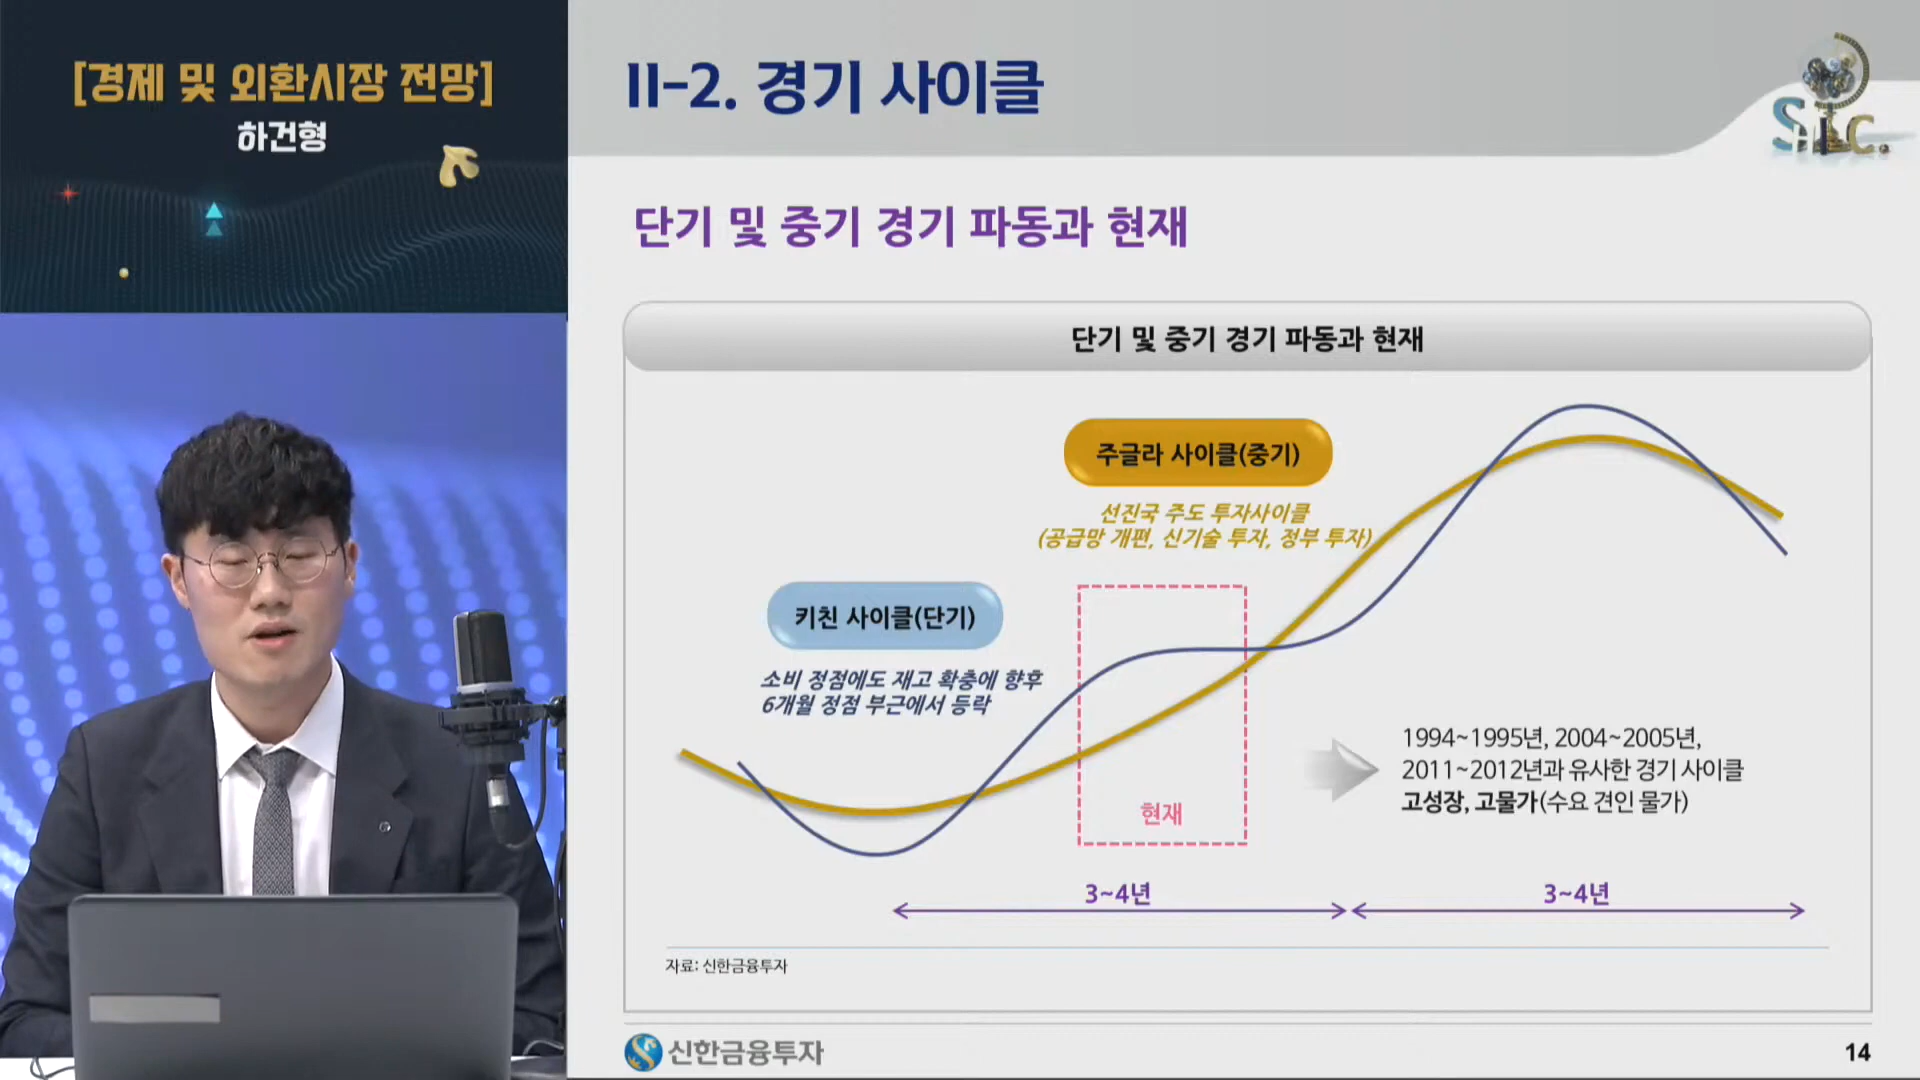 [경제 및 외환시장 전망]
하건형
II-2. 경기 사이클
SHIC.
단기 및 중기 경기 파동과 현재
단기 및 중기 경기 파동과 현재
주글라 사이클(중기)
선진국 주도 투자사이클
(공급망 개편, 신기술 투자, 정부 투자)
키친 사이클(단기)
소비 정점에도 재고 확충에 향후
6개월 정점 부근에서 등락
현재
1994~1995년, 2004~2005년,
2011~2012년과 유사한 경기 사이클
고성장, 고물가(수요 견인 물가)
3~4년
3~4년
자료: 신한금융투자
신한금융투자
14